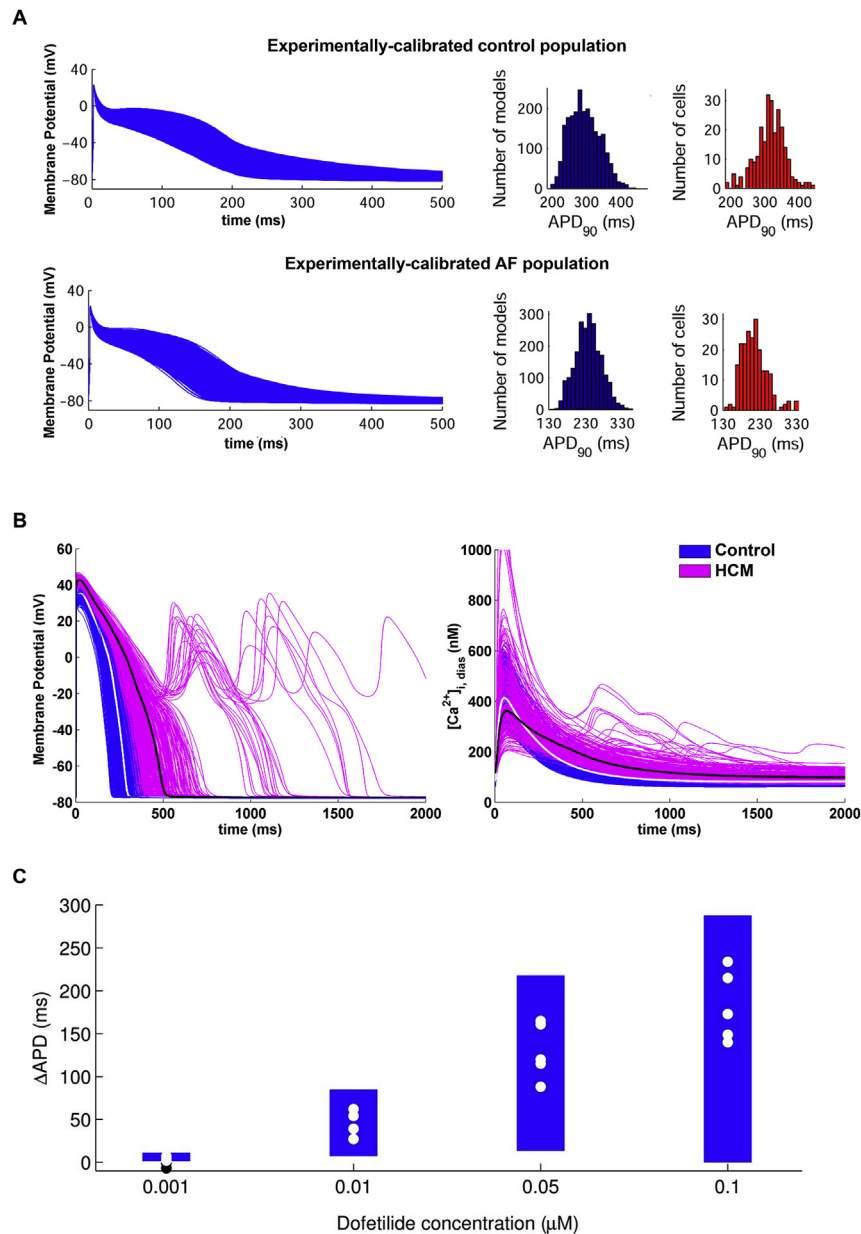 A
Experimentally-calibrated control population
Membrane Potential (mV)
40
0
−40
−80
0 100 200 300 400 500
time (ms)
Number of models
200
100
0
200 300 400
APD90 (ms)
Number of cells
30
20
10
0
200 300 400
APD90 (ms)
Experimentally-calibrated AF population
Membrane Potential (mV)
40
0
−40
−80
0 100 200 300 400 500
time (ms)
Number of models
300
200
100
0
130 230 330
APD90 (ms)
Number of cells
30
20
10
0
130 230 330
APD90 (ms)
B
Membrane Potential (mV)
60
40
20
0
-20
-40
-60
-80
0 500 1000 1500 2000
time (ms)
[Ca2+]i, dias (nM)
1000
800
600
400
200
0
0 500 1000 1500 2000
time (ms)
Control
HCM
C
ΔAPD (ms)
300
250
200
150
100
50
0
0.001 0.01 0.05 0.1
Dofetilide concentration (μM)